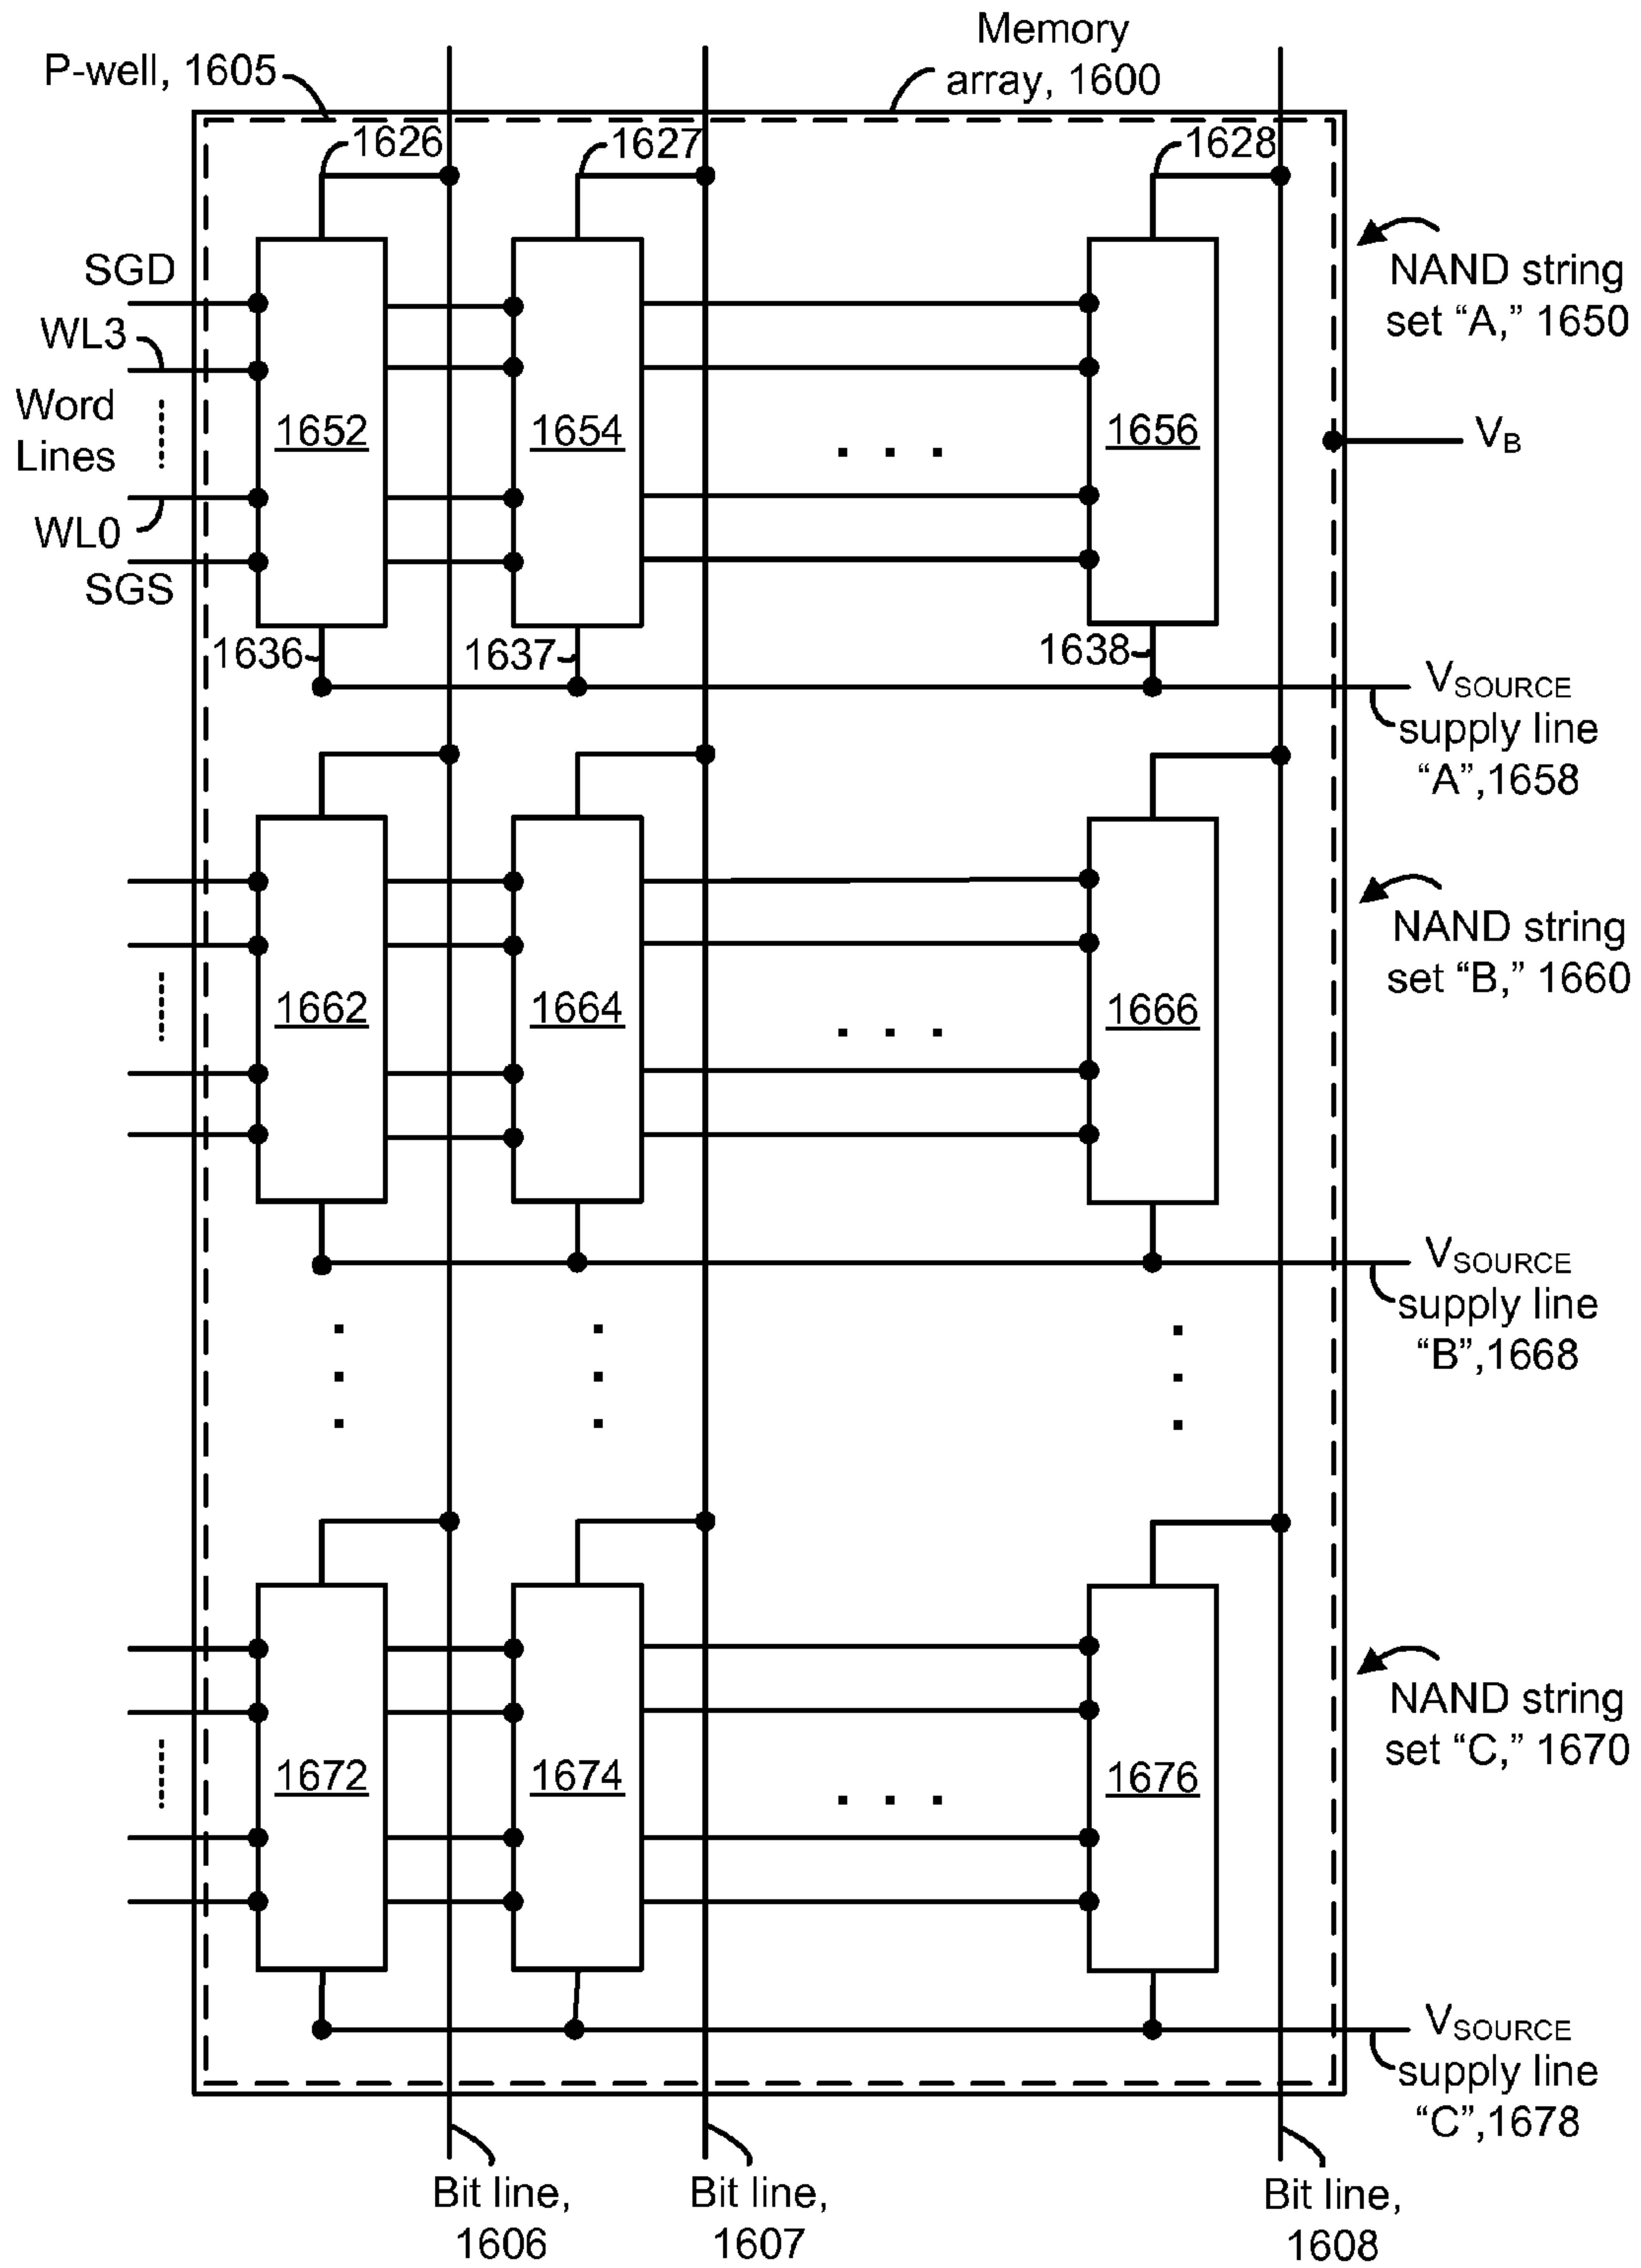 Memory
array, 1600
P-well, 1605
1626
1627
1628
SGD
WL3
Word
Lines
WL0
SGS
1652
1654
. . .
1656
NAND string
set “A,” 1650
V_B
1636
1637
1638
V_SOURCE
supply line
“A”,1658
1662
1664
. . .
1666
NAND string
set “B,” 1660
V_SOURCE
supply line
“B”,1668
1672
1674
. . .
1676
NAND string
set “C,” 1670
V_SOURCE
supply line
“C”,1678
Bit line,
1606
Bit line,
1607
Bit line,
1608